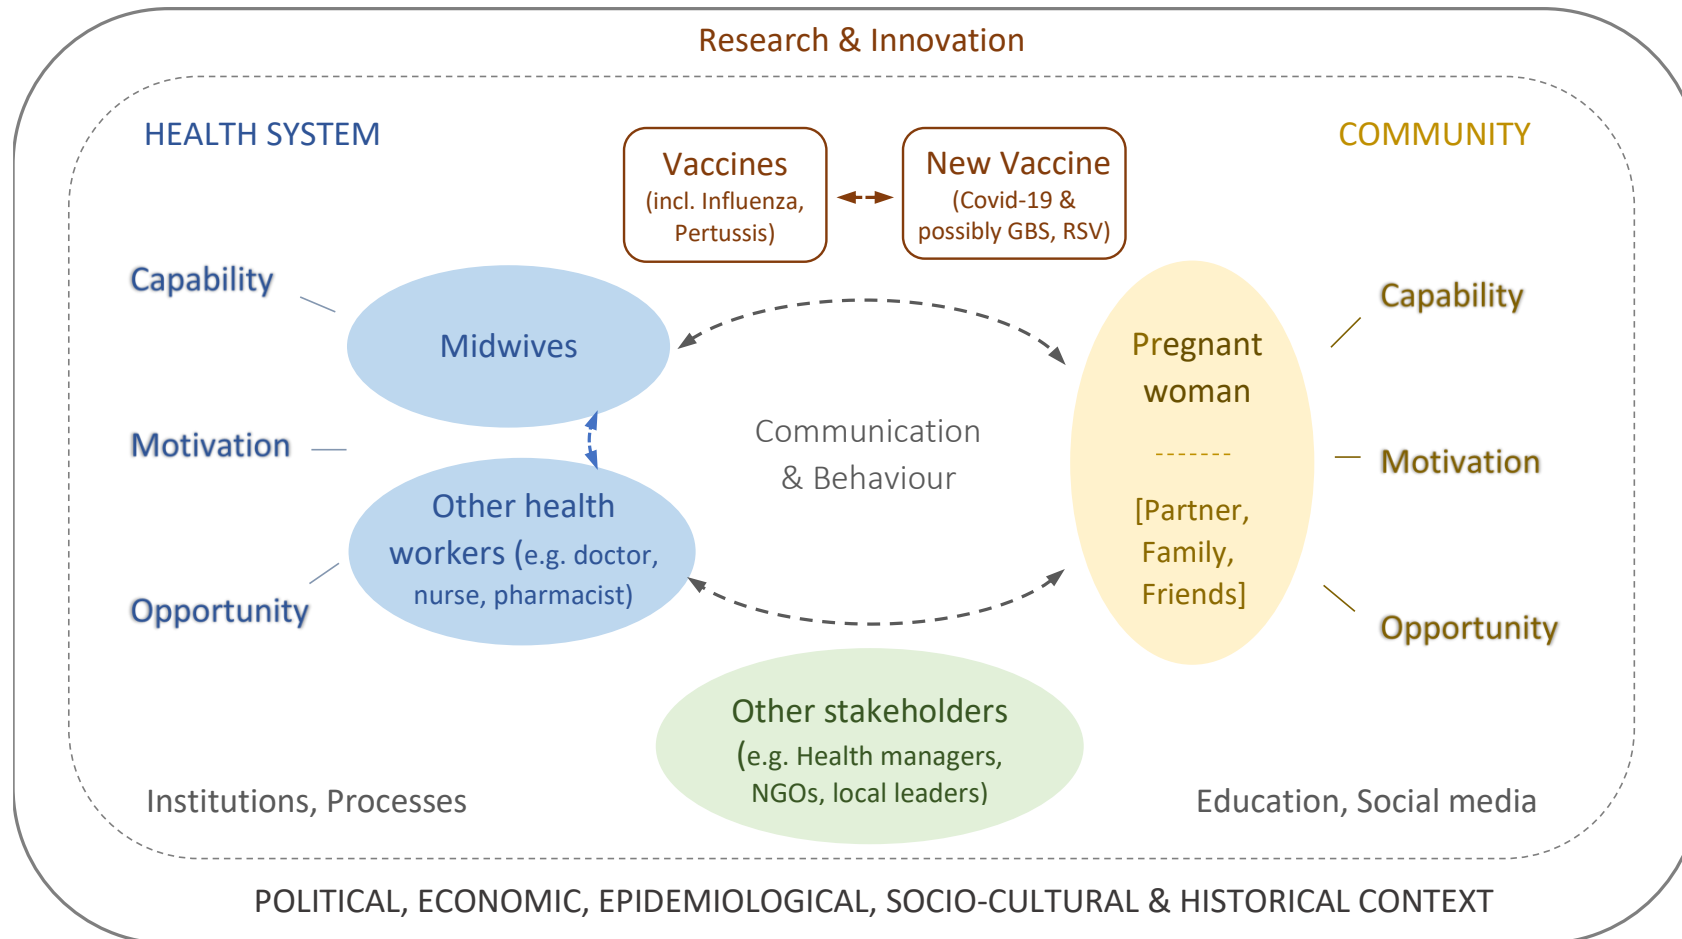 Research & Innovation
HEALTH SYSTEM
COMMUNITY
Vaccines
(incl. Influenza,
Pertussis)
New Vaccine
(Covid-19 &
possibly GBS, RSV)
Capability
Motivation
Opportunity
Midwives
Other health
workers (e.g. doctor,
nurse, pharmacist)
Communication
& Behaviour
Pregnant
woman
[Partner,
Family,
Friends]
Capability
Motivation
Opportunity
Other stakeholders
(e.g. Health managers,
NGOs, local leaders)
Institutions, Processes
Education, Social media
POLITICAL, ECONOMIC, EPIDEMIOLOGICAL, SOCIO-CULTURAL & HISTORICAL CONTEXT